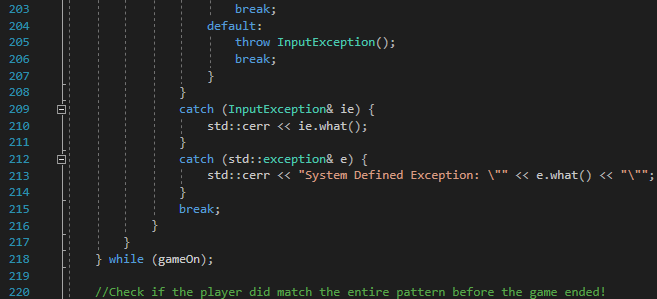 203 break;
204 default:
205 throw InputException();
206 break;
207 }
208 }
209 catch (InputException& ie) {
210 std::cerr << ie.what();
211 }
212 catch (std::exception& e) {
213 std::cerr << "System Defined Exception: \"" << e.what() << "\"";
214 }
215 break;
216 }
217 }
218 } while (gameOn);
219
220 //Check if the player did match the entire pattern before the game ended!